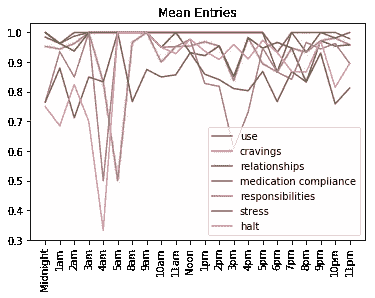 Mean Entries
1.0
0.9
0.8
0.7
0.6
0.5
0.4
0.3
use
cravings
relationships
medication compliance
responsibilities
stress
halt
Midnight
1am
2am
3am
4am
5am
8am
9am
10am
11am
Noon
1pm
2pm
3pm
4pm
5pm
6pm
7pm
8pm
9pm
10pm
11pm